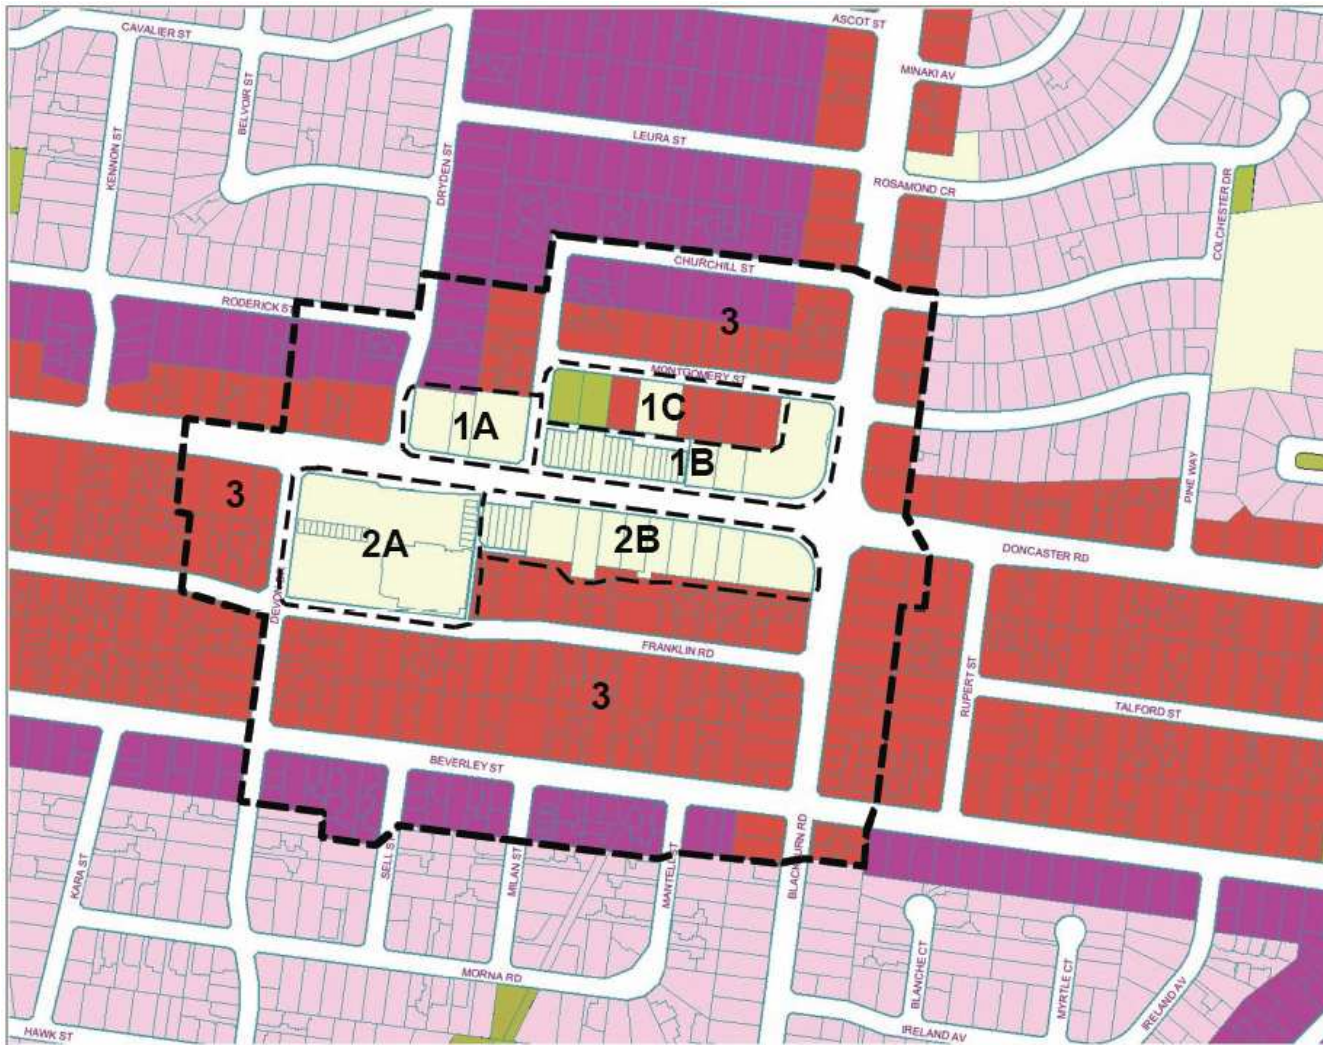 ASCOT ST
CAVALIER ST
MINAKI AV
BELVOIR ST
LEURA ST
KENNON ST
DRYDEN ST
ROSAMOND CR
COLCHESTER DR
CHURCHILL ST
RODERICK ST
3
MONTGOMERY ST
1C
1A
1B
PINE WAY
3
2A
2B
DONCASTER RD
DEVON
FRANKLIN RD
RUPERT ST
3
TALFORD ST
BEVERLEY ST
SELL ST
MILAN ST
MANTELL ST
BLACKBURN RD
KARA ST
MORNA RD
BLANCHE CT
MYRTLE CT
IRELAND AV
IRELAND AV
HAWK ST